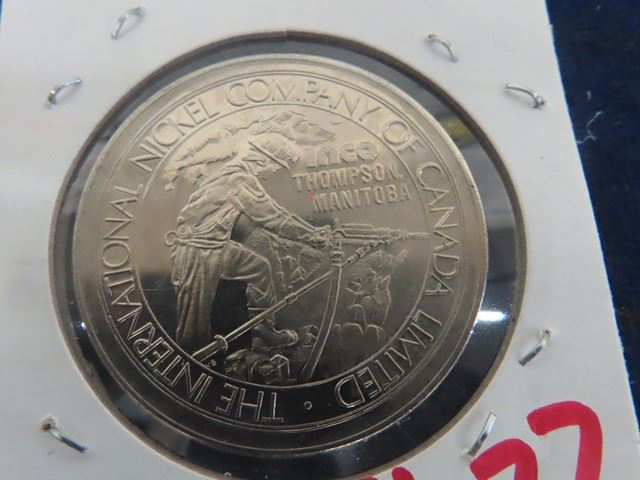 THE INTERNATIONAL NICKEL COMPANY OF CANADA LIMITED ·
INCO
THOMPSON,
MANITOBA